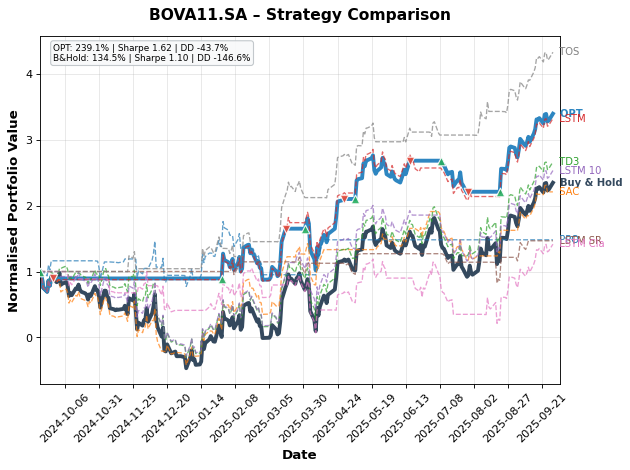 BOVA11.SA – Strategy Comparison
OPT: 239.1% | Sharpe 1.62 | DD -43.7%
B&Hold: 134.5% | Sharpe 1.10 | DD -146.6%
Normalised Portfolio Value
4
3
2
1
0
TOS
OPT
LSTM
TD3
LSTM 10
Buy & Hold
SAC
2024-10-06
2024-10-31
2024-11-25
2024-12-20
2025-01-14
2025-02-08
2025-03-05
2025-03-30
2025-04-24
2025-05-19
2025-06-13
2025-07-08
2025-08-02
2025-08-27
2025-09-21
Date